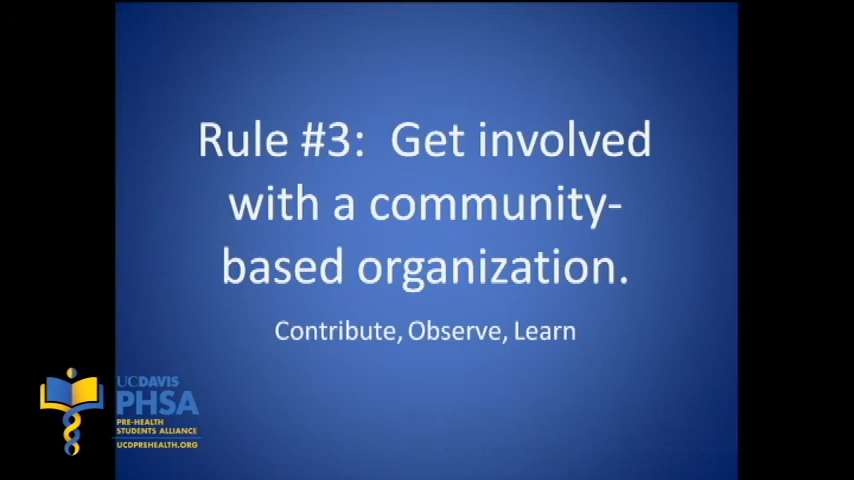 Rule #3:  Get involved
with a community-
based organization.
Contribute, Observe, Learn
UCDAVIS
PHSA
PRE-HEALTH
STUDENTS ALLIANCE
UCDPREHEALTH.ORG